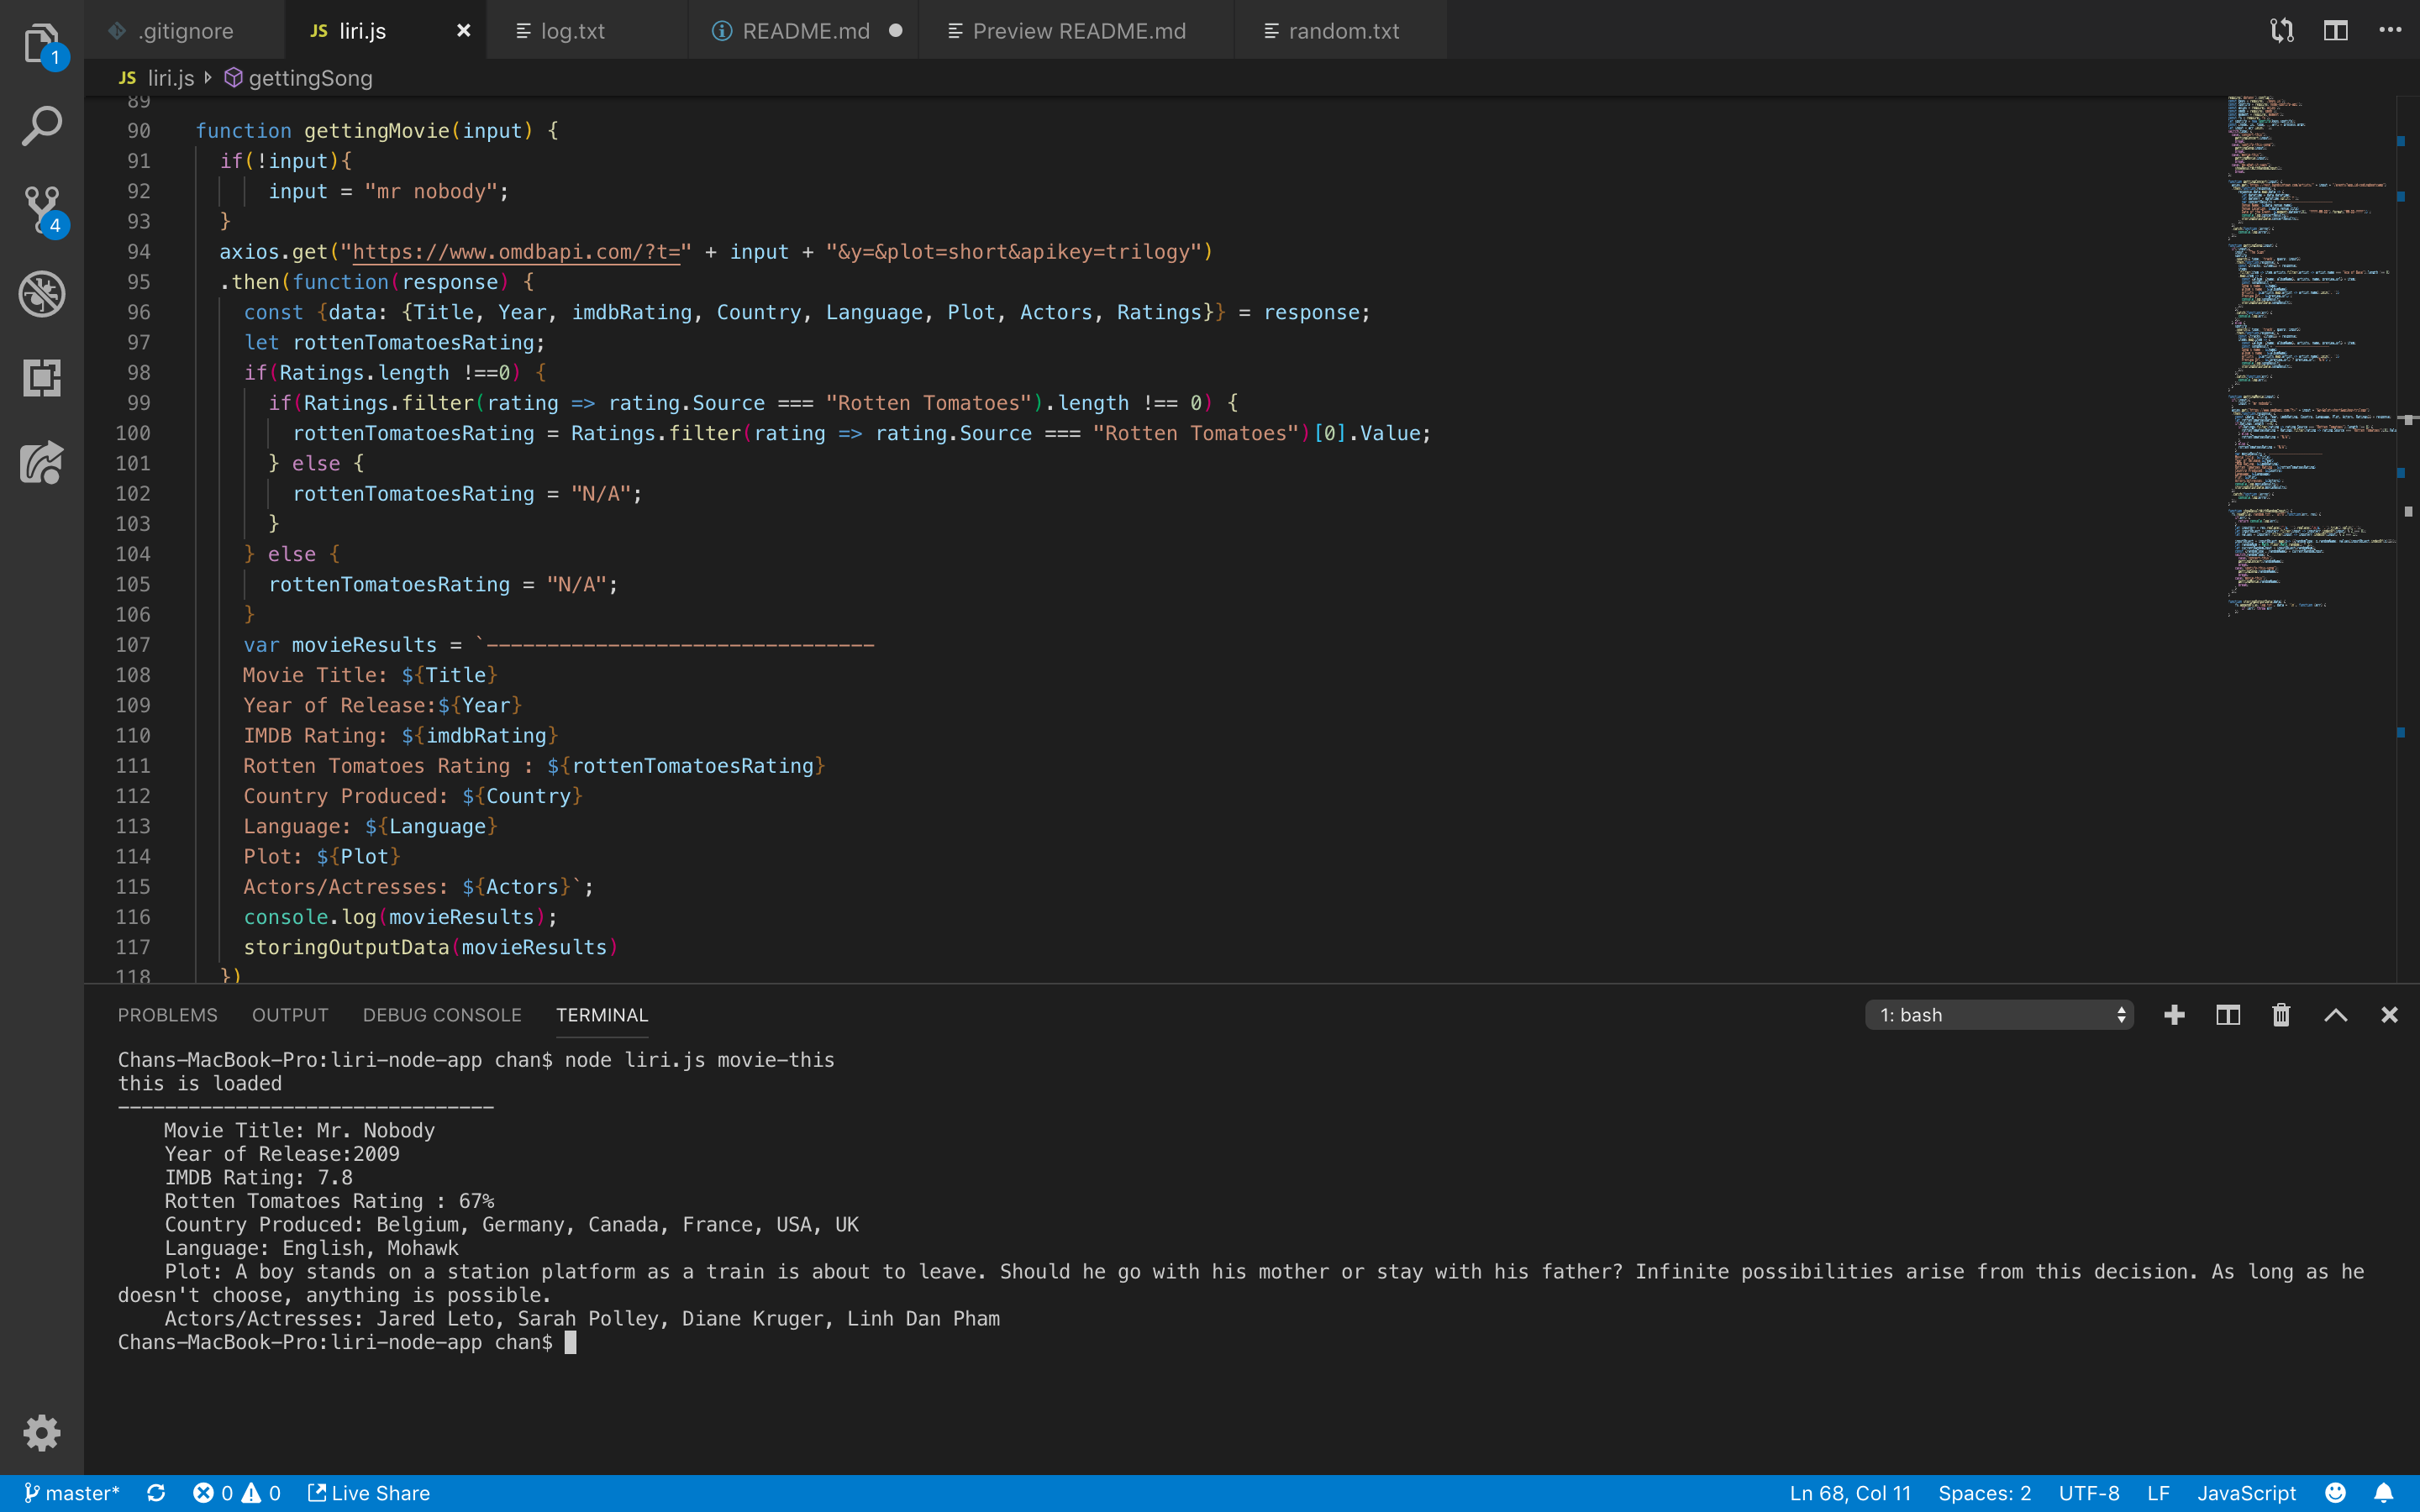 .gitignore
JS liri.js
log.txt
README.md
Preview README.md
random.txt
1
4
JS liri.js gettingSong
89
90 function gettingMovie(input) {
91 if(!input){
92 input = "mr nobody";
93 }
94 axios.get("https://www.omdbapi.com/?t=" + input + "&y=&plot=short&apikey=trilogy")
95 .then(function(response) {
96 const {data: {Title, Year, imdbRating, Country, Language, Plot, Actors, Ratings}} = response;
97 let rottenTomatoesRating;
98 if(Ratings.length !==0) {
99 if(Ratings.filter(rating => rating.Source === "Rotten Tomatoes").length !== 0) {
100 rottenTomatoesRating = Ratings.filter(rating => rating.Source === "Rotten Tomatoes")[0].Value;
101 } else {
102 rottenTomatoesRating = "N/A";
103 }
104 } else {
105 rottenTomatoesRating = "N/A";
106 }
107 var movieResults = `--------------------------------
108 Movie Title: ${Title}
109 Year of Release:${Year}
110 IMDB Rating: ${imdbRating}
111 Rotten Tomatoes Rating : ${rottenTomatoesRating}
112 Country Produced: ${Country}
113 Language: ${Language}
114 Plot: ${Plot}
115 Actors/Actresses: ${Actors}`;
116 console.log(movieResults);
117 storingOutputData(movieResults)
118 })
PROBLEMS OUTPUT DEBUG CONSOLE TERMINAL 1: bash
Chans-MacBook-Pro:liri-node-app chan$ node liri.js movie-this
this is loaded
--------------------------------
Movie Title: Mr. Nobody
Year of Release:2009
IMDB Rating: 7.8
Rotten Tomatoes Rating : 67%
Country Produced: Belgium, Germany, Canada, France, USA, UK
Language: English, Mohawk
Plot: A boy stands on a station platform as a train is about to leave. Should he go with his mother or stay with his father? Infinite possibilities arise from this decision. As long as he
doesn't choose, anything is possible.
Actors/Actresses: Jared Leto, Sarah Polley, Diane Kruger, Linh Dan Pham
Chans-MacBook-Pro:liri-node-app chan$
master* 0 0 Live Share Ln 68, Col 11 Spaces: 2 UTF-8 LF JavaScript